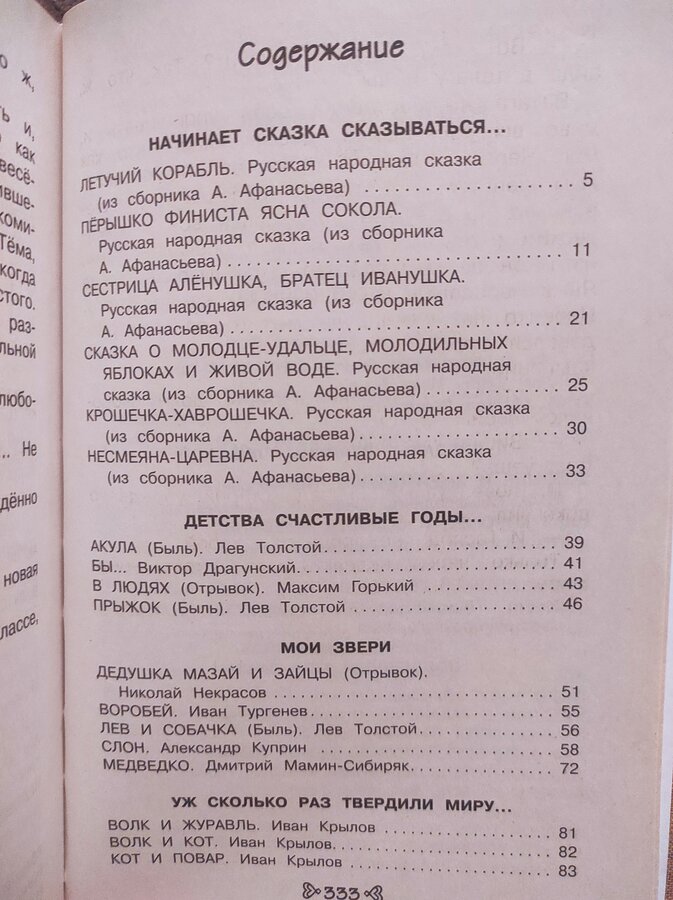 Содержание
НАЧИНАЕТ СКАЗКА СКАЗЫВАТЬСЯ...
ЛЕТУЧИЙ КОРАБЛЬ. Русская народная сказка
(из сборника А. Афанасьева) .................... 5
ПЁРЫШКО ФИНИСТА ЯСНА СОКОЛА.
Русская народная сказка (из сборника
А. Афанасьева) .................... 11
СЕСТРИЦА АЛЁНУШКА, БРАТЕЦ ИВАНУШКА.
Русская народная сказка (из сборника
А. Афанасьева) .................... 21
СКАЗКА О МОЛОДЦЕ-УДАЛЬЦЕ, МОЛОДИЛЬНЫХ
ЯБЛОКАХ И ЖИВОЙ ВОДЕ. Русская народная
сказка (из сборника А. Афанасьева) .................... 25
КРОШЕЧКА-ХАВРОШЕЧКА. Русская народная сказка
(из сборника А. Афанасьева) .................... 30
НЕСМЕЯНА-ЦАРЕВНА. Русская народная сказка
(из сборника А. Афанасьева) .................... 33
ДЕТСТВА СЧАСТЛИВЫЕ ГОДЫ...
АКУЛА (Быль). Лев Толстой .................... 39
БЫ... Виктор Драгунский .................... 41
В ЛЮДЯХ (Отрывок). Максим Горький .................... 43
ПРЫЖОК (Быль). Лев Толстой .................... 46
МОИ ЗВЕРИ
ДЕДУШКА МАЗАЙ И ЗАЙЦЫ (Отрывок).
Николай Некрасов .................... 51
ВОРОБЕЙ. Иван Тургенев .................... 55
ЛЕВ И СОБАЧКА (Быль). Лев Толстой .................... 56
СЛОН. Александр Куприн .................... 58
МЕДВЕДКО. Дмитрий Мамин-Сибиряк .................... 72
УЖ СКОЛЬКО РАЗ ТВЕРДИЛИ МИРУ...
ВОЛК И ЖУРАВЛЬ. Иван Крылов .................... 81
ВОЛК И КОТ. Иван Крылов .................... 82
КОТ И ПОВАР. Иван Крылов .................... 83
333